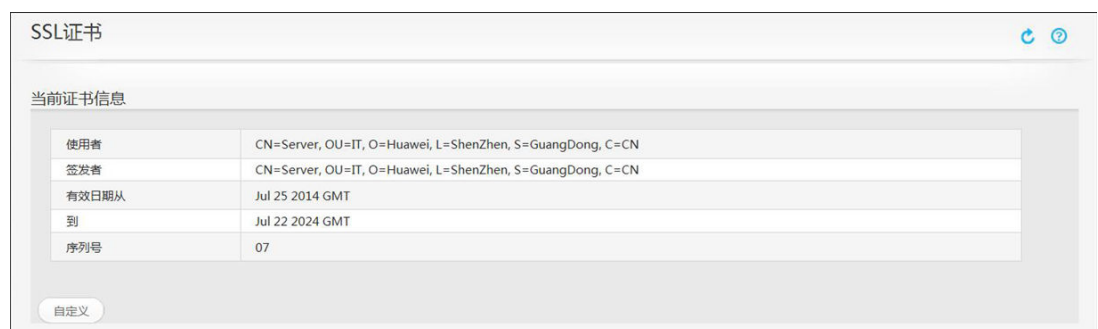 SSL证书
当前证书信息
使用者 CN=Server, OU=IT, O=Huawei, L=ShenZhen, S=GuangDong, C=CN
签发者 CN=Server, OU=IT, O=Huawei, L=ShenZhen, S=GuangDong, C=CN
有效日期从 Jul 25 2014 GMT
到 Jul 22 2024 GMT
序列号 07
自定义